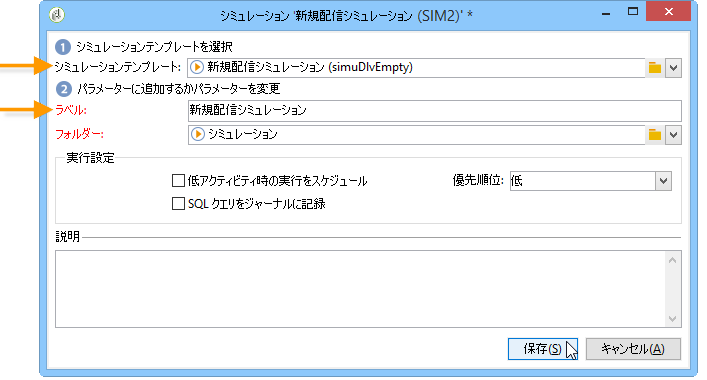 シミュレーション '新規配信シミュレーション (SIM2)' *
1 シミュレーションテンプレートを選択
シミュレーションテンプレート: 新規配信シミュレーション (simuDlvEmpty)
2 パラメーターに追加するかパラメーターを変更
ラベル: 新規配信シミュレーション
フォルダー: シミュレーション
実行設定
低アクティビティ時の実行をスケジュール 優先順位: 低
SQL クエリをジャーナルに記録
説明
保存(S) キャンセル(A)